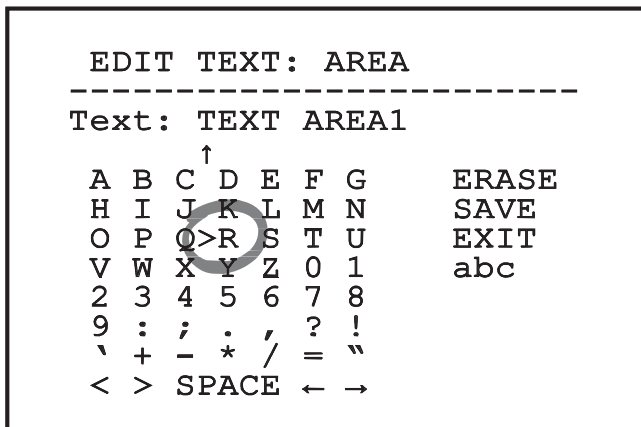 EDIT TEXT: AREA
------------------------
Text: TEXT AREA1
↑
A B C D E F G ERASE
H I J K L M N SAVE
O P Q>R S T U EXIT
V W X Y Z 0 1 abc
2 3 4 5 6 7 8
9 : ; . , ? !
‵ + - * / = ‶
< > SPACE ← →